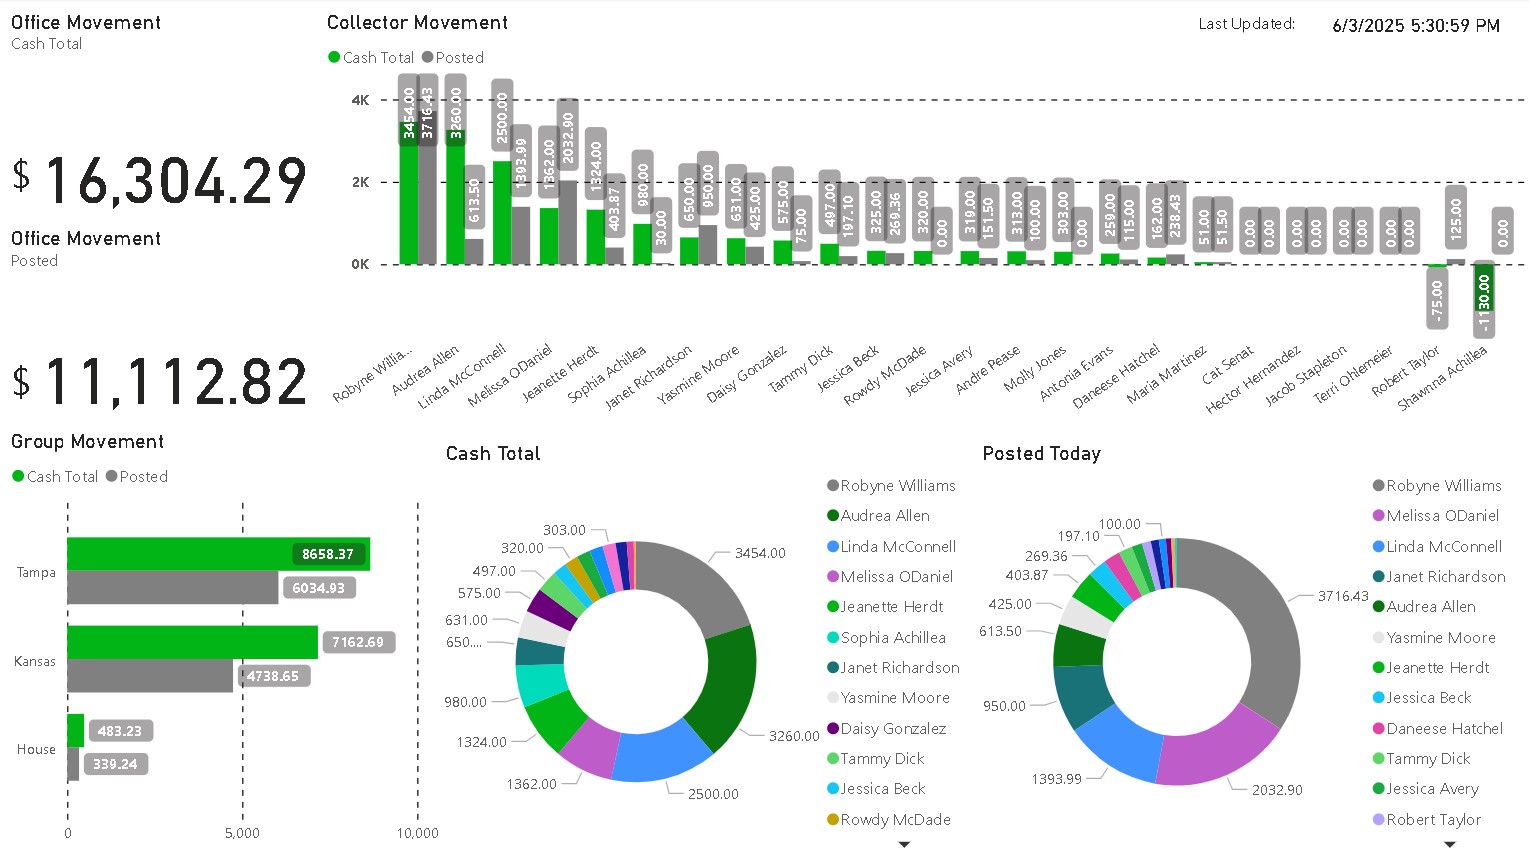 Office Movement
Cash Total
$ 16,304.29
Office Movement
Posted
$ 11,112.82
Collector Movement
Last Updated: 6/3/2025 5:30:59 PM
Cash Total Posted
4K
2K
0K
3454.00 3716.43
3260.00 613.50
2500.00 1393.99
1362.00 2032.90
1324.00 403.87
980.00 30.00
650.00 950.00
631.00 425.00
575.00 75.00
497.00 197.10
325.00 269.36
320.00 0.00
319.00 151.50
313.00 100.00
303.00 0.00
259.00 115.00
162.00 238.43
51.00 51.50
0.00 0.00
0.00 0.00
0.00 0.00
0.00 0.00
-75.00 125.00
-1130.00 0.00
Robyne Willia...
Audrea Allen
Linda McConnell
Melissa ODaniel
Jeanette Herdt
Sophia Achillea
Janet Richardson
Yasmine Moore
Daisy Gonzalez
Tammy Dick
Jessica Beck
Rowdy McDade
Jessica Avery
Andre Pease
Molly Jones
Antonia Evans
Daneese Hatchel
Maria Martinez
Cat Senat
Hector Hernandez
Jacob Stapleton
Terri Ohlemeier
Robert Taylor
Shawnna Achillea
Group Movement
Cash Total Posted
Tampa
8658.37
6034.93
Kansas
7162.69
4738.65
House
483.23
339.24
0 5,000 10,000
Cash Total
303.00
320.00
497.00
575.00
631.00
650....
980.00
1324.00
1362.00
2500.00
3260.00
3454.00
Robyne Williams
Audrea Allen
Linda McConnell
Melissa ODaniel
Jeanette Herdt
Sophia Achillea
Janet Richardson
Yasmine Moore
Daisy Gonzalez
Tammy Dick
Jessica Beck
Rowdy McDade
Posted Today
100.00
197.10
269.36
403.87
425.00
613.50
950.00
1393.99
2032.90
3716.43
Robyne Williams
Melissa ODaniel
Linda McConnell
Janet Richardson
Audrea Allen
Yasmine Moore
Jeanette Herdt
Jessica Beck
Daneese Hatchel
Tammy Dick
Jessica Avery
Robert Taylor